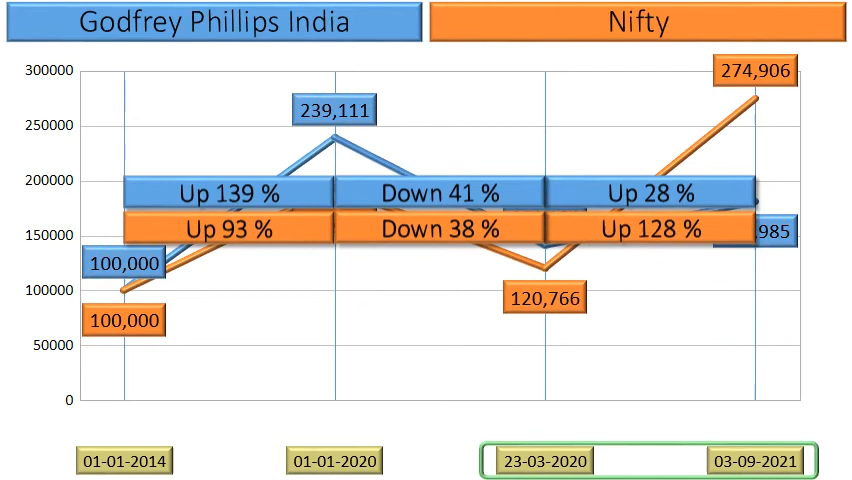 Godfrey Phillips India
Nifty
300000
274,906
250000
239,111
200000
Up 139 %
Down 41 %
Up 28 %
Up 93 %
Down 38 %
Up 128 %
150000
985
100,000
100000
120,766
100,000
50000
0
01-01-2014
01-01-2020
23-03-2020
03-09-2021